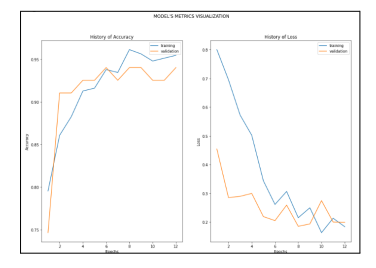 MODEL'S METRICS VISUALIZATION
History of Accuracy
training
validation
0.95
0.90
0.85
0.80
0.75
Accuracy
2 4 6 8 10 12
Epochs
History of Loss
training
validation
0.8
0.7
0.6
0.5
0.4
0.3
0.2
Loss
2 4 6 8 10 12
Epochs